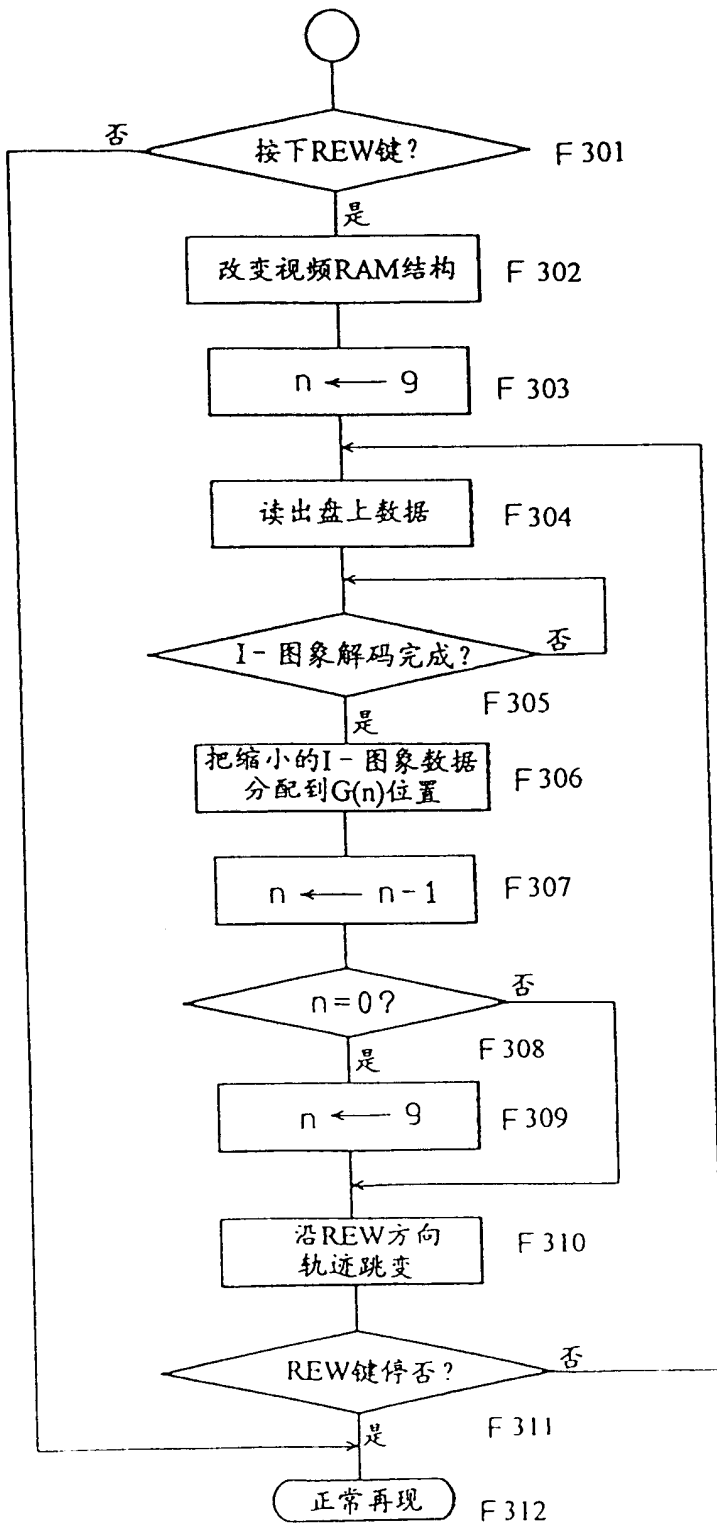 否
按下REW键?
F 301
是
改变视频RAM结构
F 302
n ← 9
F 303
读出盘上数据
F 304
I-图象解码完成?
否
F 305
是
把缩小的I-图象数据
分配到G(n)位置
F 306
n ← n-1
F 307
n=0?
否
F 308
是
n ← 9
F 309
沿REW方向
轨迹跳变
F 310
REW键停否?
否
F 311
是
正常再现
F 312